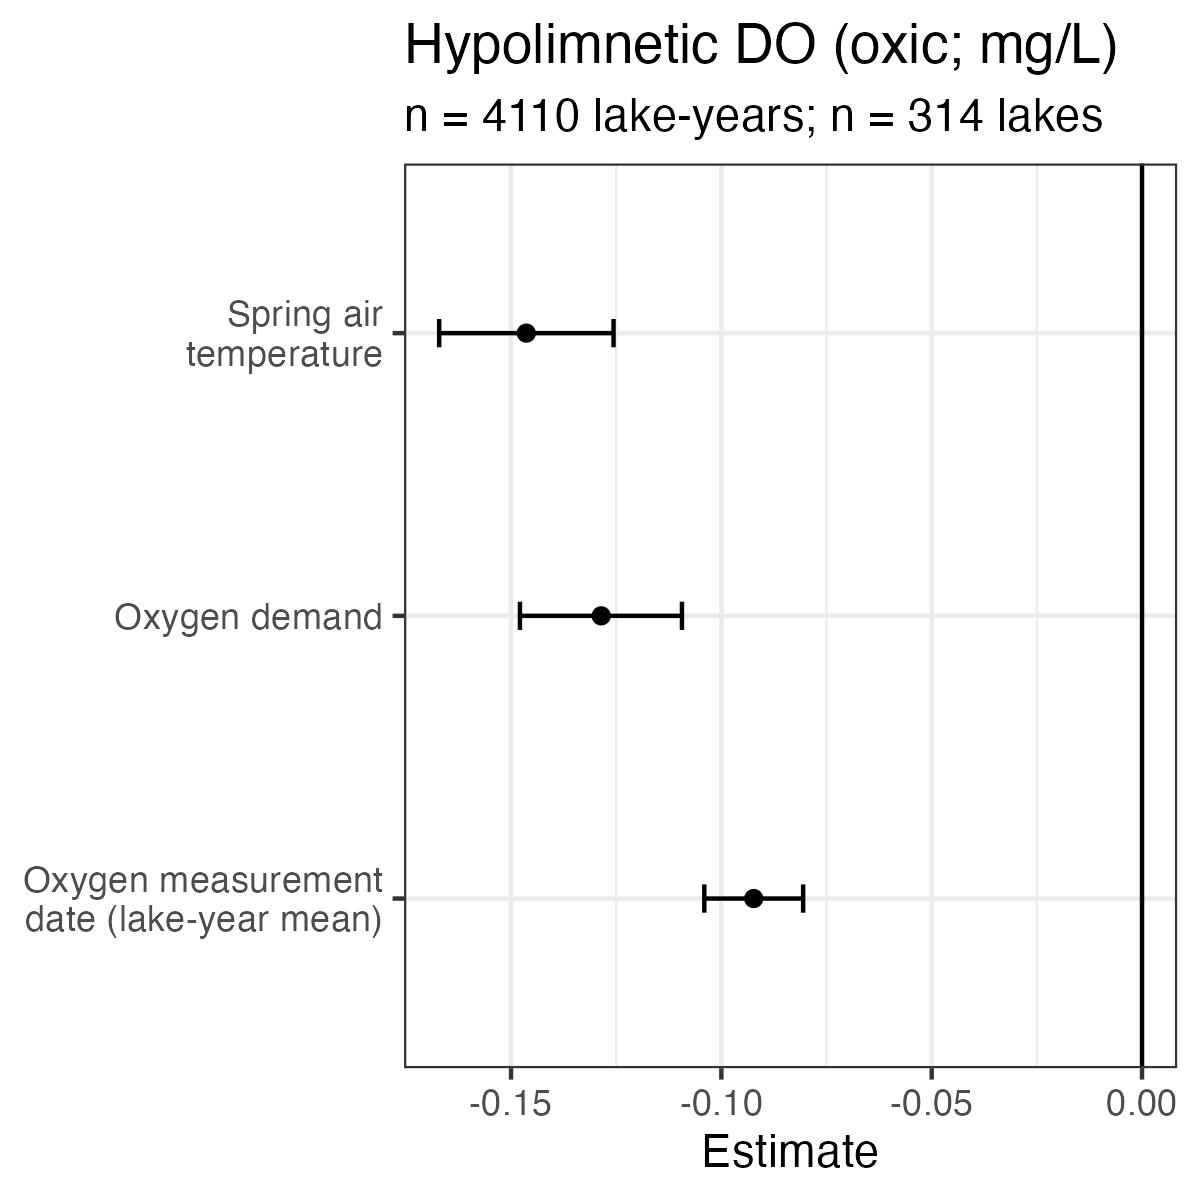 Hypolimnetic DO (oxic; mg/L)
n = 4110 lake-years; n = 314 lakes
Spring air
temperature
Oxygen demand
Oxygen measurement
date (lake-year mean)
-0.15
-0.10
-0.05
0.00
Estimate